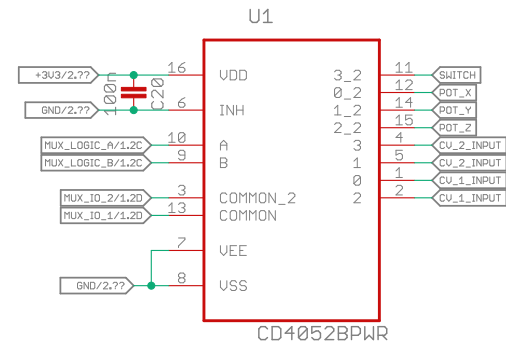 U1
+3V3/2.??
16
VDD
3_2
11
SWITCH
100n
C20
0_2
12
POT_X
GND/2.??
6
INH
1_2
14
POT_Y
2_2
15
POT_Z
MUX_LOGIC_A/1.2C
10
A
3
4
CV_2_INPUT
MUX_LOGIC_B/1.2C
9
B
1
5
CV_2_INPUT
0
1
CV_1_INPUT
MUX_IO_2/1.2D
3
COMMON_2
2
2
CV_1_INPUT
MUX_IO_1/1.2D
13
COMMON
7
VEE
GND/2.??
8
VSS
CD4052BPWR